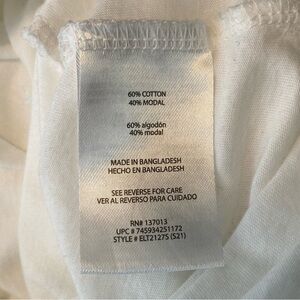 60% COTTON
40% MODAL
60% algodón
40% modal
MADE IN BANGLADESH
HECHO EN BANGLADESH
SEE REVERSE FOR CARE
VER AL REVERSO PARA CUIDADO
RN# 137013
UPC # 745934251172
STYLE # ELT2127S (S21)